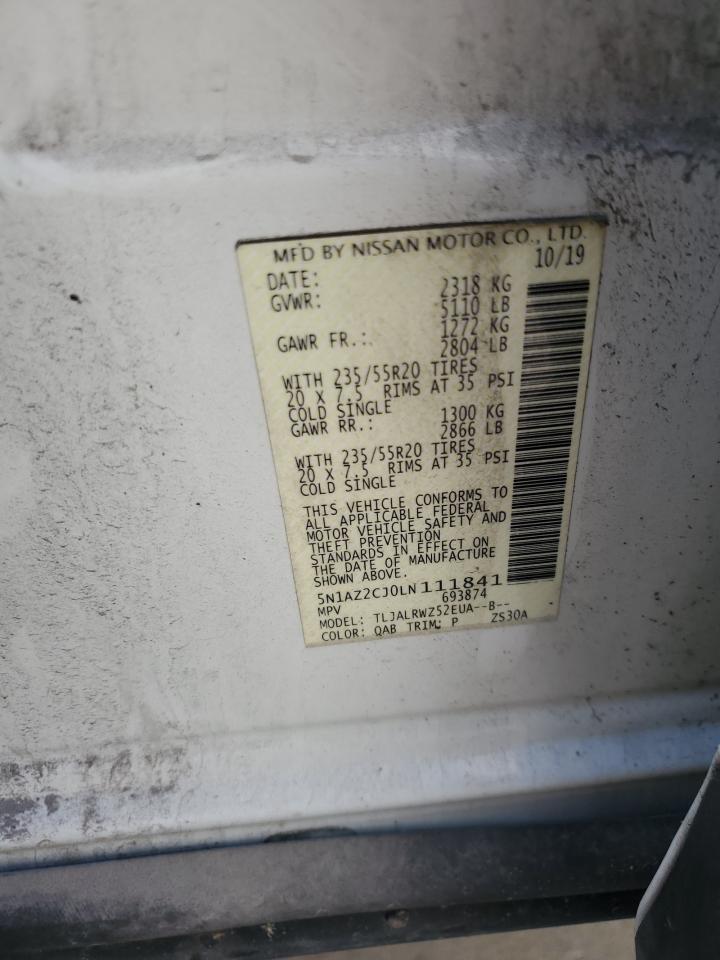 MFD BY NISSAN MOTOR CO., LTD.
DATE: 10/19
GVWR: 2318 KG
5110 LB
GAWR FR.: 1272 KG
2804 LB
WITH 235/55R20 TIRES
20 X 7.5 RIMS AT 35 PSI
COLD SINGLE
GAWR RR.: 1300 KG
2866 LB
WITH 235/55R20 TIRES
20 X 7.5 RIMS AT 35 PSI
COLD SINGLE
THIS VEHICLE CONFORMS TO
ALL APPLICABLE FEDERAL
MOTOR VEHICLE SAFETY AND
THEFT PREVENTION
STANDARDS IN EFFECT ON
THE DATE OF MANUFACTURE
SHOWN ABOVE.
5N1AZ2CJ0LN111841
MPV 693874
MODEL: TLJALRWZ52EUA--B--
COLOR: QAB TRIM: P ZS30A